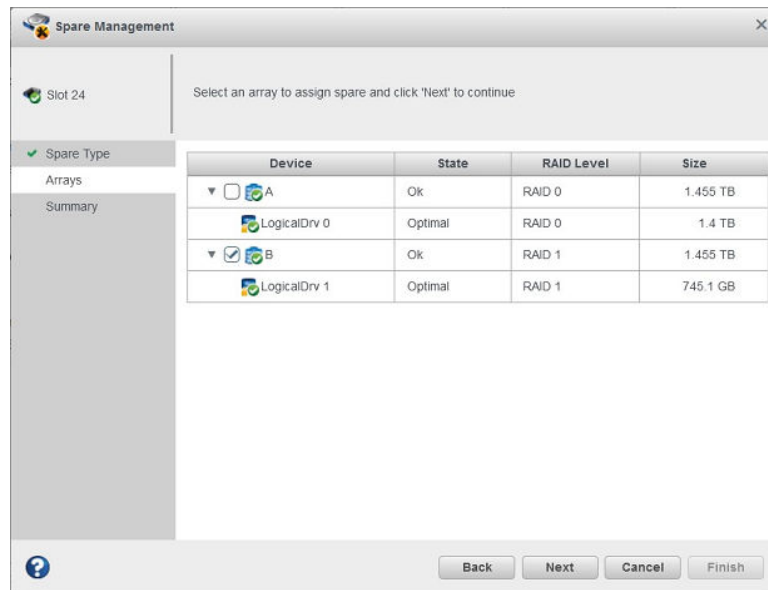 Spare Management
Slot 24
Select an array to assign spare and click 'Next' to continue
Spare Type
Arrays
Summary
Device State RAID Level Size
A Ok RAID 0 1.455 TB
LogicalDrv 0 Optimal RAID 0 1.4 TB
B Ok RAID 1 1.455 TB
LogicalDrv 1 Optimal RAID 1 745.1 GB
? Back Next Cancel Finish